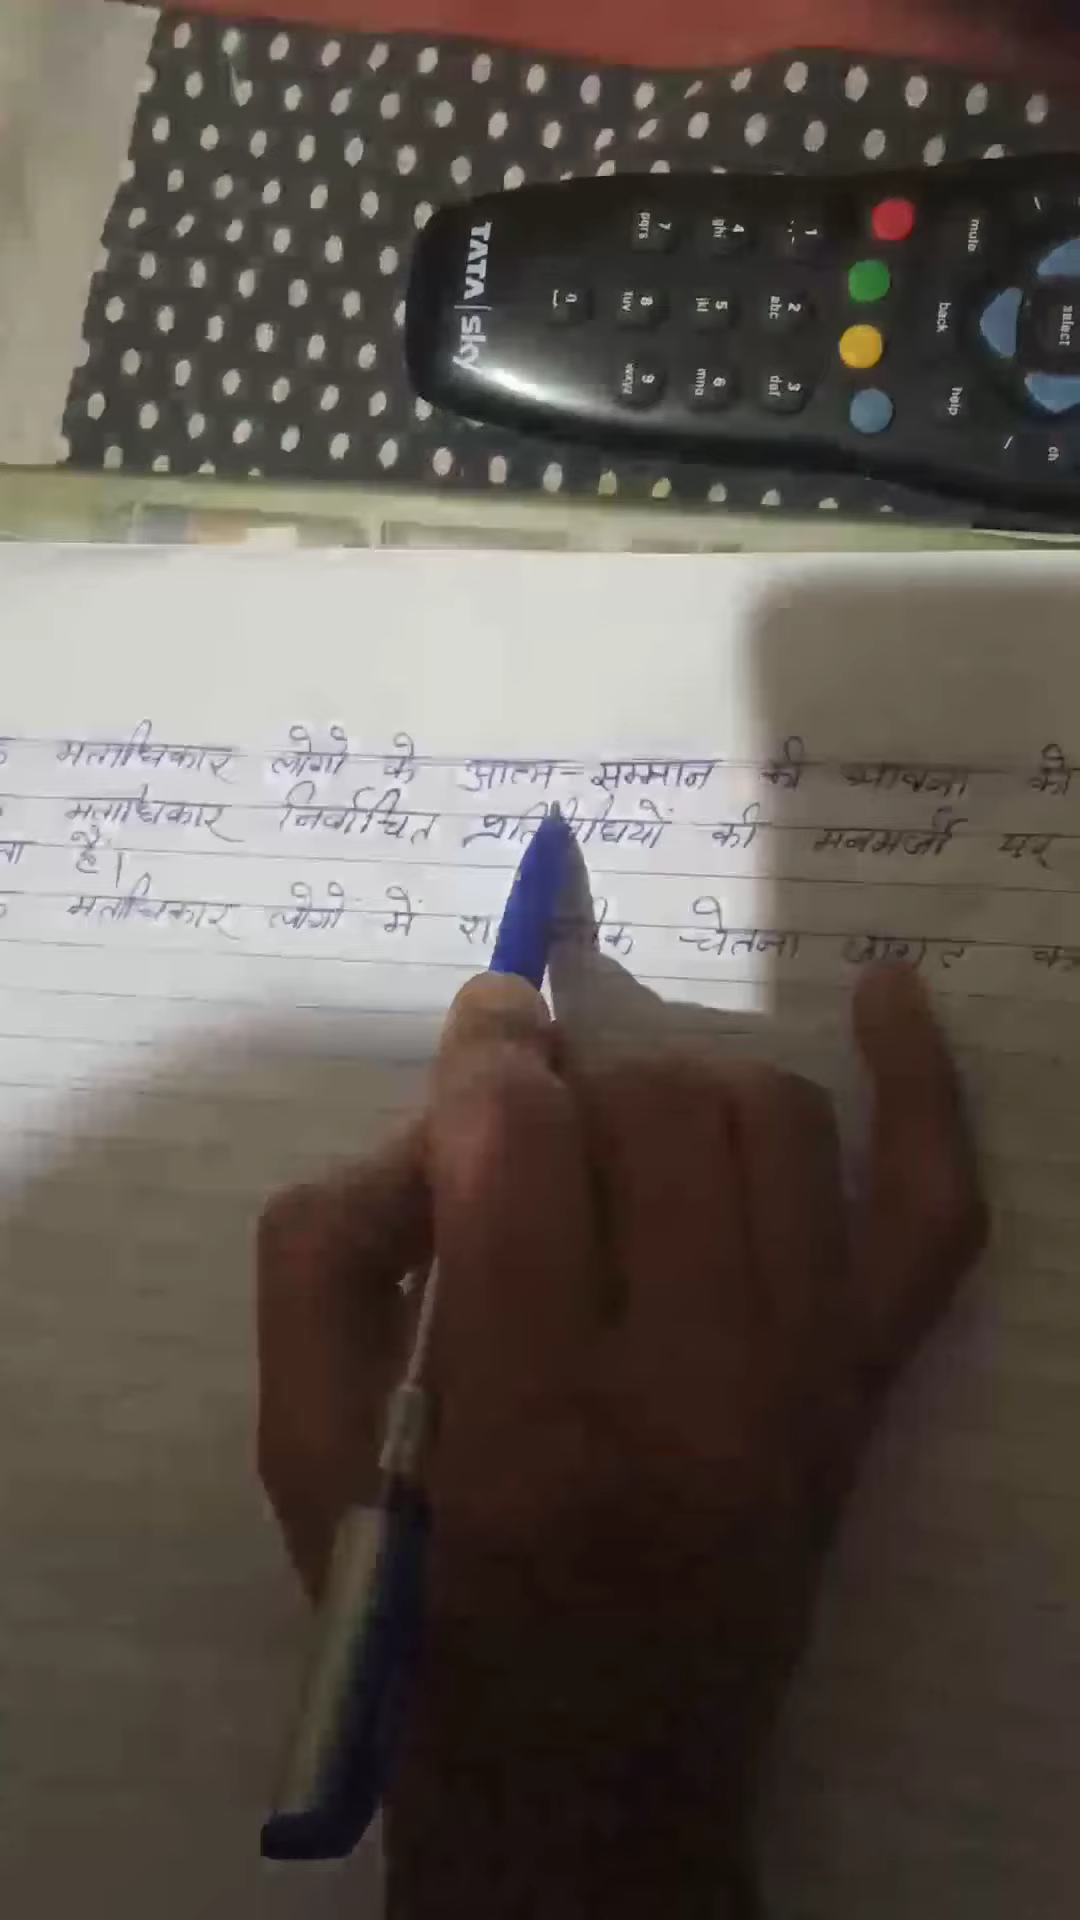 TATA sky
1
2 abc
3 def
4 ghi
5 jkl
6 mno
7 pqrs
8 tuv
9 wxyz
0
mute
back
help
select
ch
मताधिकार लोगो के आत्म-सम्मान की भावना को
मताधिकार निर्वाचित की मनमर्जी पर
है।
मताधिकार लोगों में चेतना